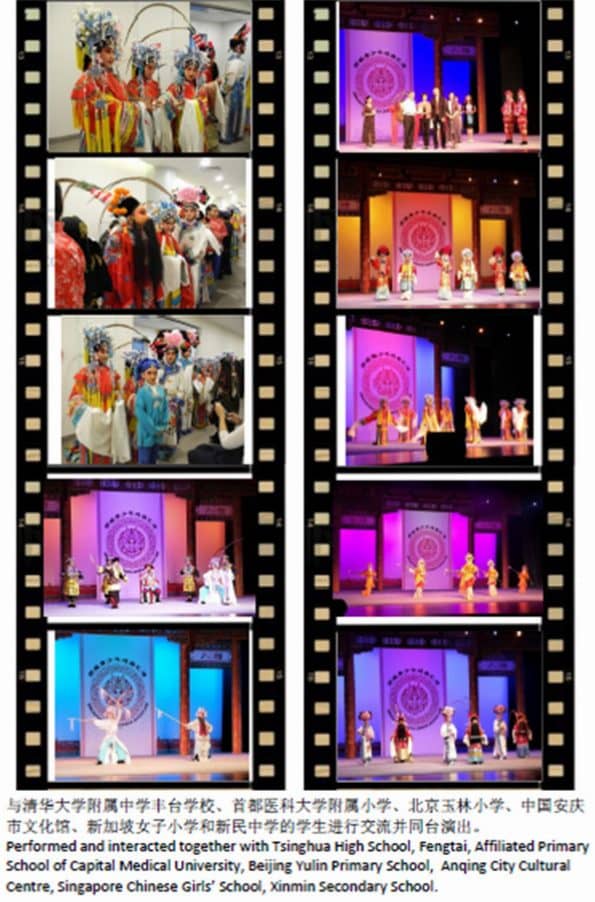 与清华大学附属中学丰台学校、首都医科大学附属小学、北京玉林小学、中国安庆
市文化馆、新加坡女子小学和新民中学的学生进行交流并同台演出。
Performed and interacted together with Tsinghua High School, Fengtai, Affiliated Primary
School of Capital Medical University, Beijing Yulin Primary School, Anqing City Cultural
Centre, Singapore Chinese Girls' School, Xinmin Secondary School.